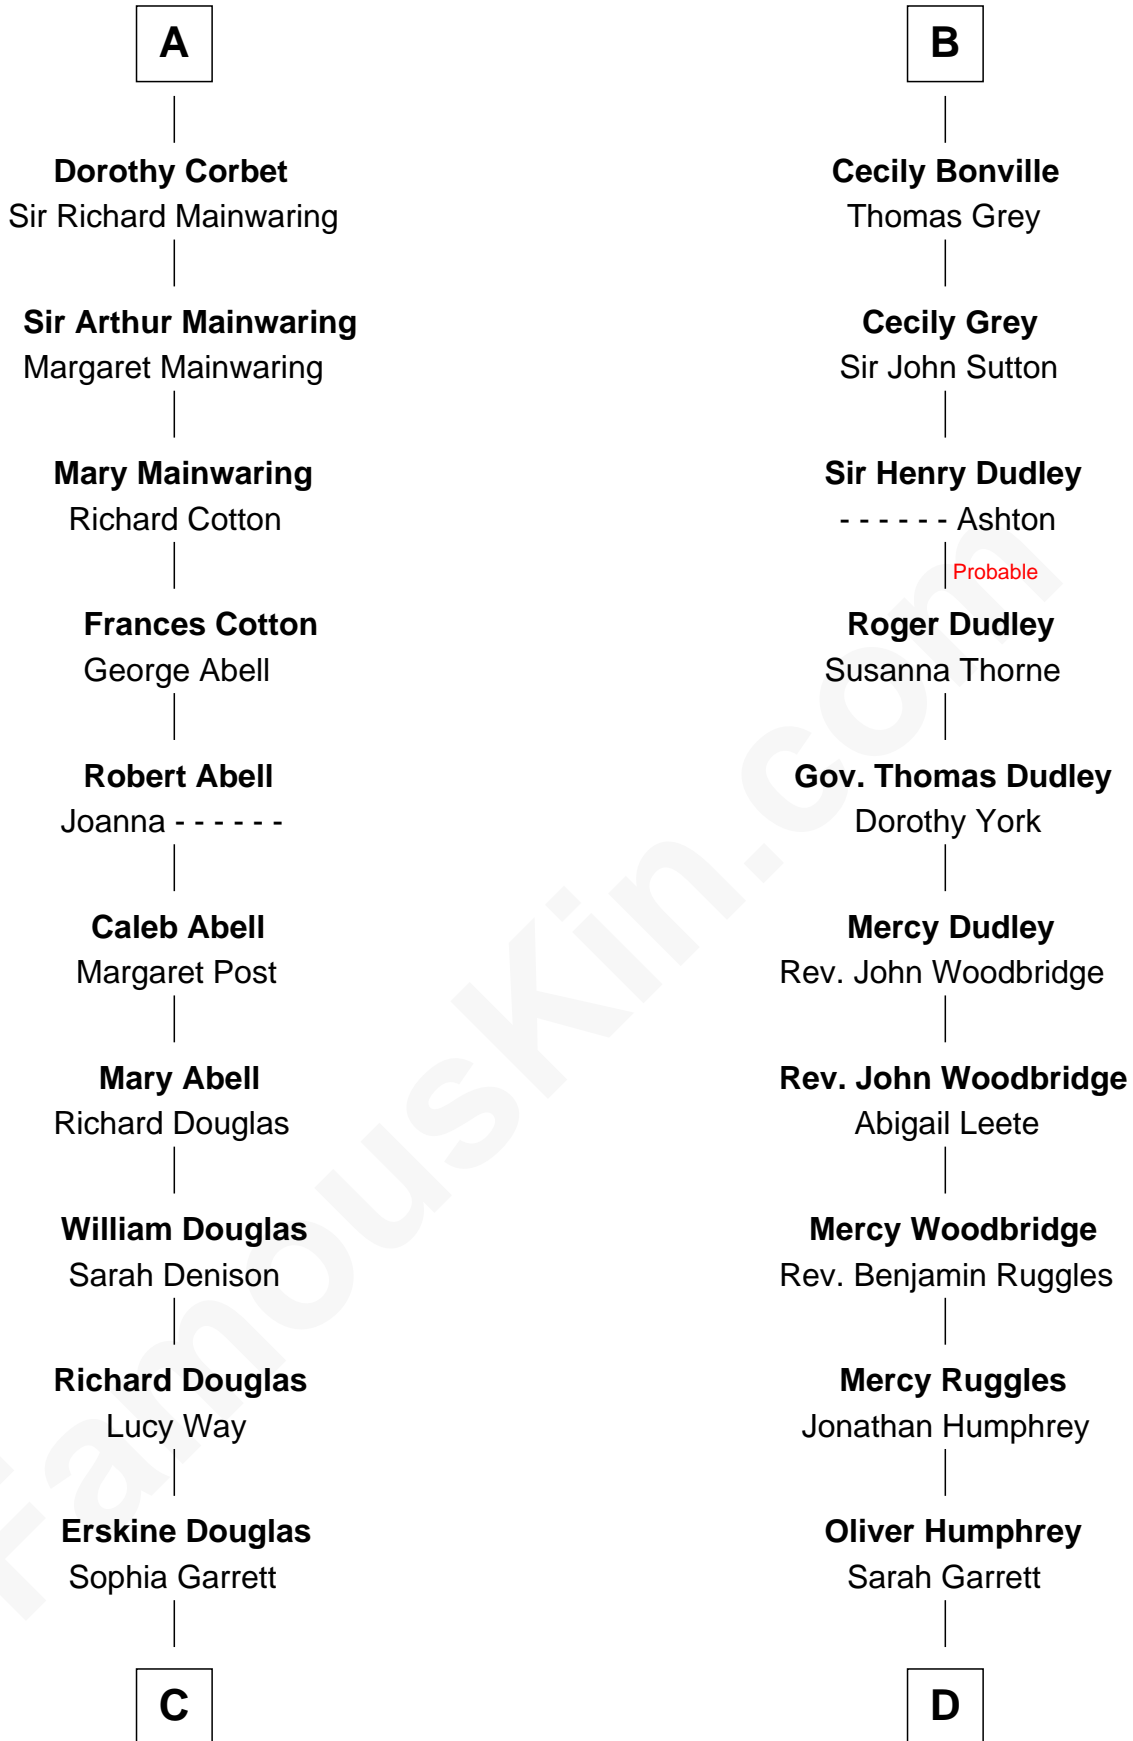 A
Dorothy Corbet
Sir Richard Mainwaring
Sir Arthur Mainwaring
Margaret Mainwaring
Mary Mainwaring
Richard Cotton
Frances Cotton
George Abell
Robert Abell
Joanna - - - - - -
Caleb Abell
Margaret Post
Mary Abell
Richard Douglas
William Douglas
Sarah Denison
Richard Douglas
Lucy Way
Erskine Douglas
Sophia Garrett
C
B
Cecily Bonville
Thomas Grey
Cecily Grey
Sir John Sutton
Sir Henry Dudley
- - - - - - Ashton
Probable
Roger Dudley
Susanna Thorne
Gov. Thomas Dudley
Dorothy York
Mercy Dudley
Rev. John Woodbridge
Rev. John Woodbridge
Abigail Leete
Mercy Woodbridge
Rev. Benjamin Ruggles
Mercy Ruggles
Jonathan Humphrey
Oliver Humphrey
Sarah Garrett
D
FamousKin.com